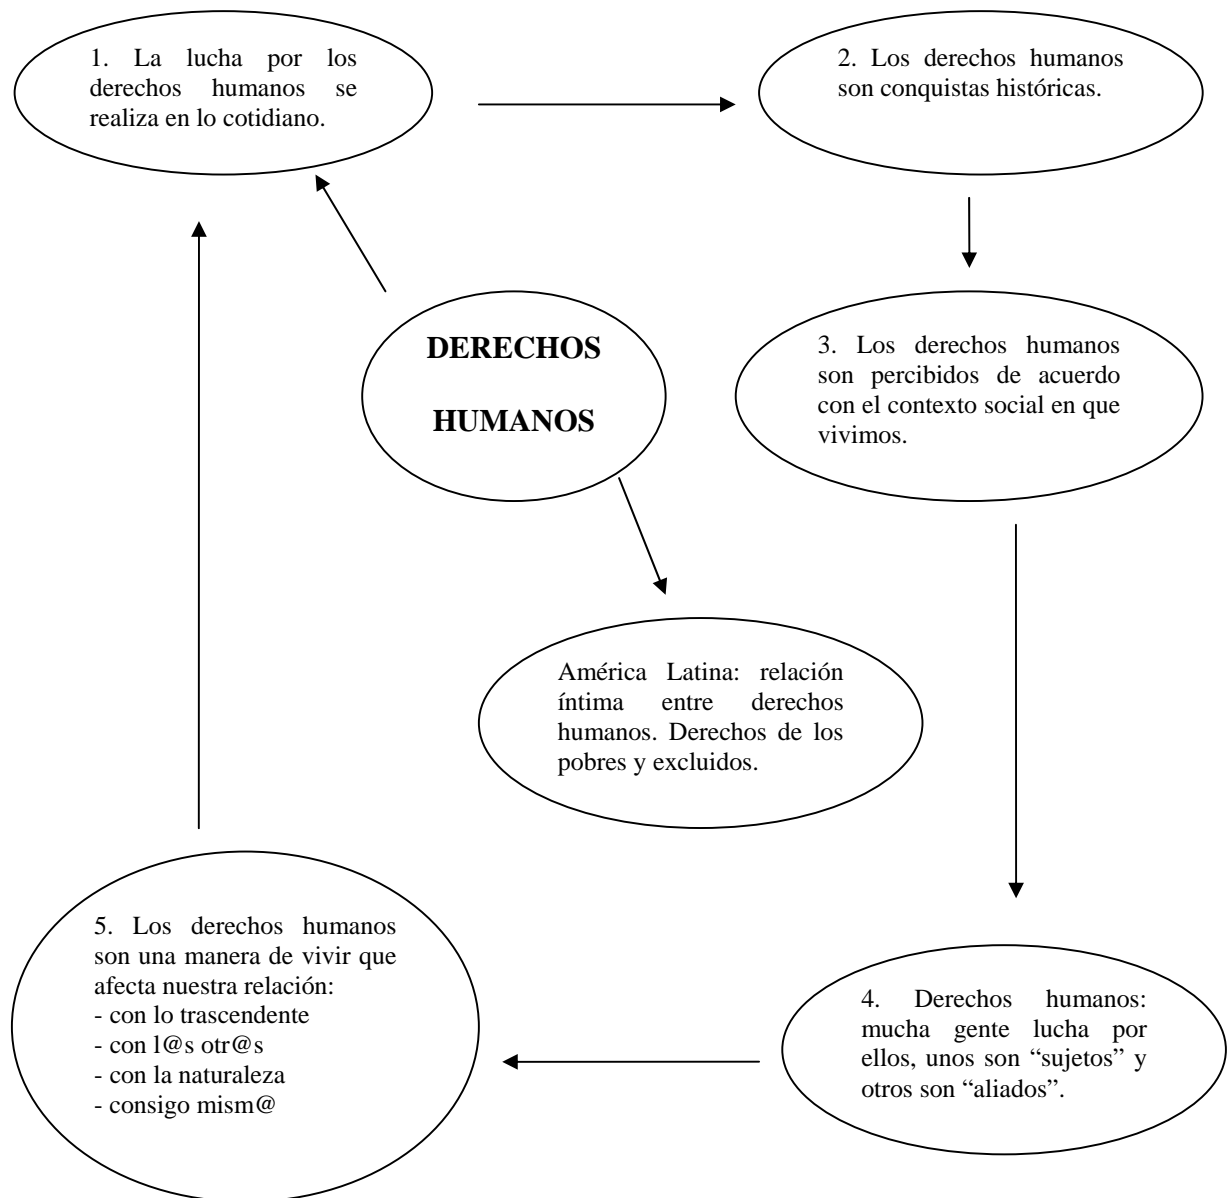 1. La lucha por los
derechos humanos se
realiza en lo cotidiano.
2. Los derechos humanos
son conquistas históricas.
DERECHOS
HUMANOS
3. Los derechos humanos
son percibidos de acuerdo
con el contexto social en que
vivimos.
América Latina: relación
íntima entre derechos
humanos. Derechos de los
pobres y excluidos.
4. Derechos humanos:
mucha gente lucha por
ellos, unos son “sujetos” y
otros son “aliados”.
5. Los derechos humanos
son una manera de vivir que
afecta nuestra relación:
- con lo trascendente
- con l@s otr@s
- con la naturaleza
- consigo mism@